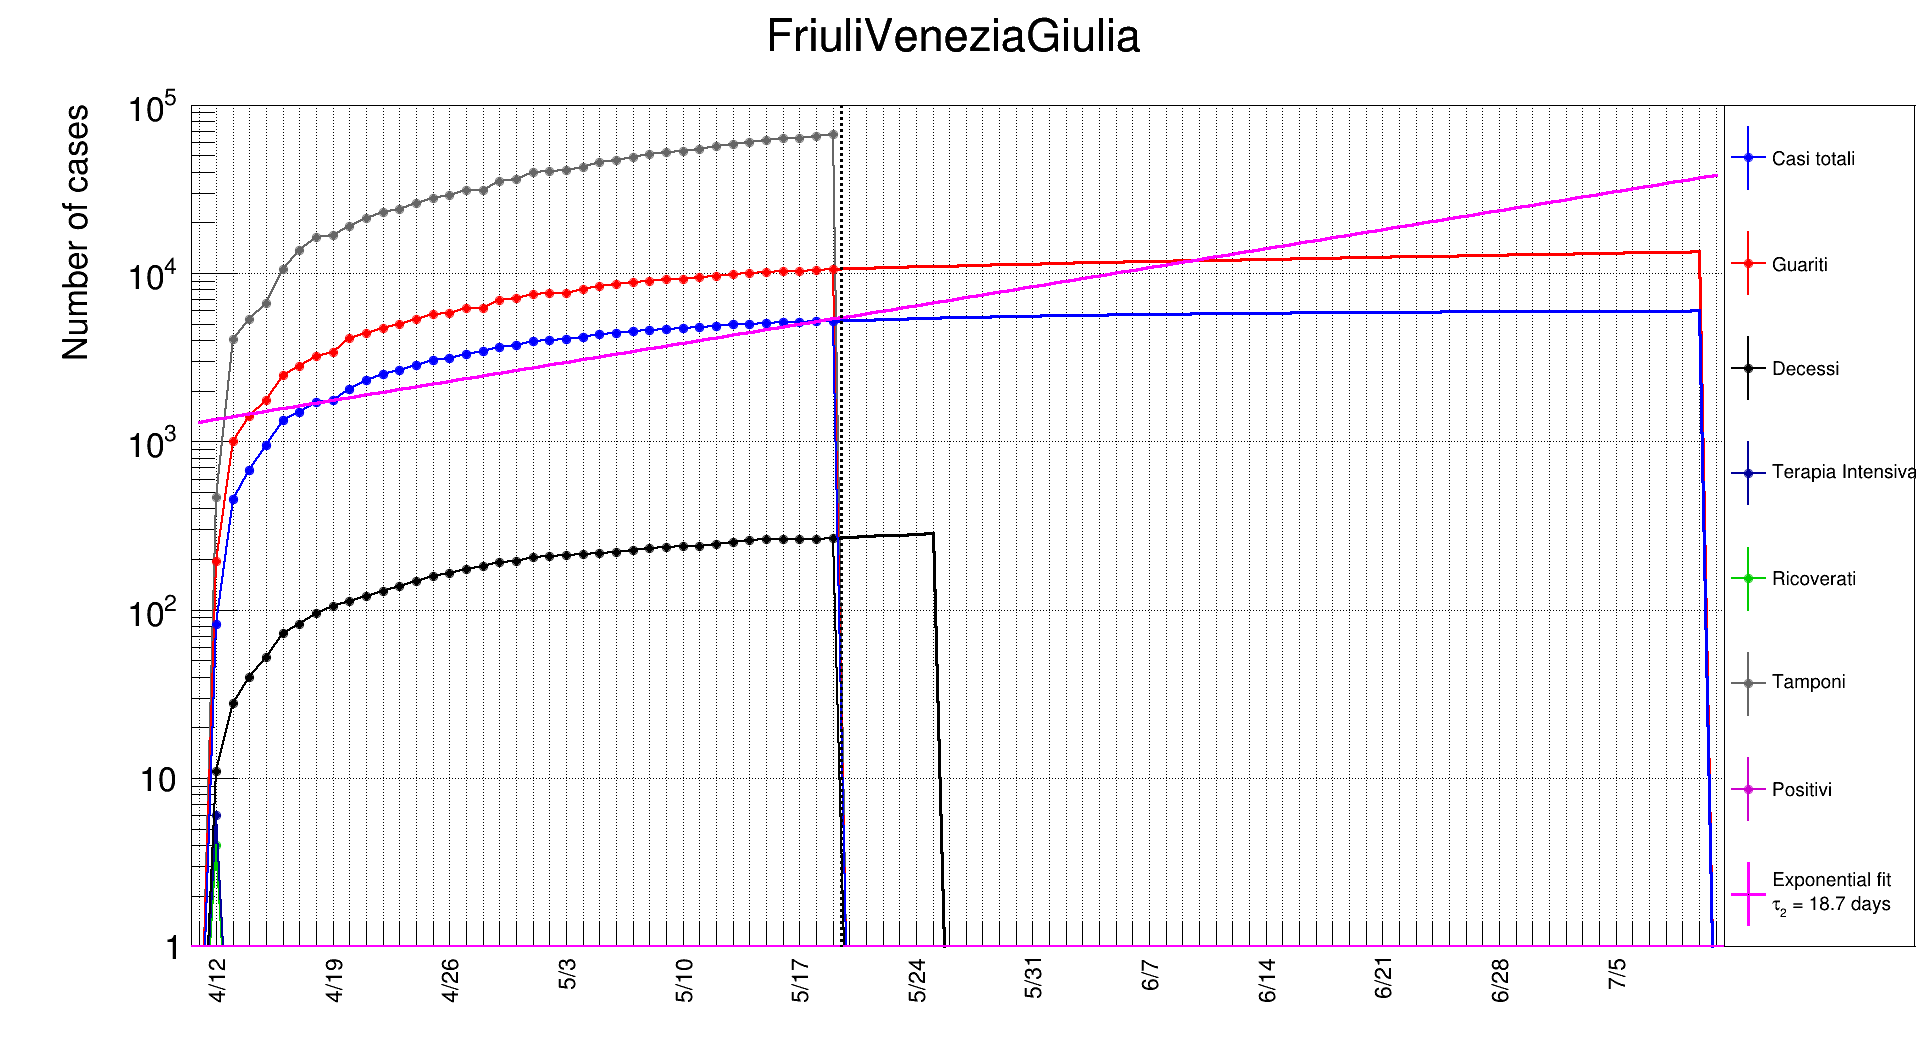 FriuliVeneziaGiulia
Number of cases
10^5
10^4
10^3
10^2
10
1
4/12
4/19
4/26
5/3
5/10
5/17
5/24
5/31
6/7
6/14
6/21
6/28
7/5
Casi totali
Guariti
Decessi
Terapia Intensiva
Ricoverati
Tamponi
Positivi
Exponential fit
τ₂ = 18.7 days